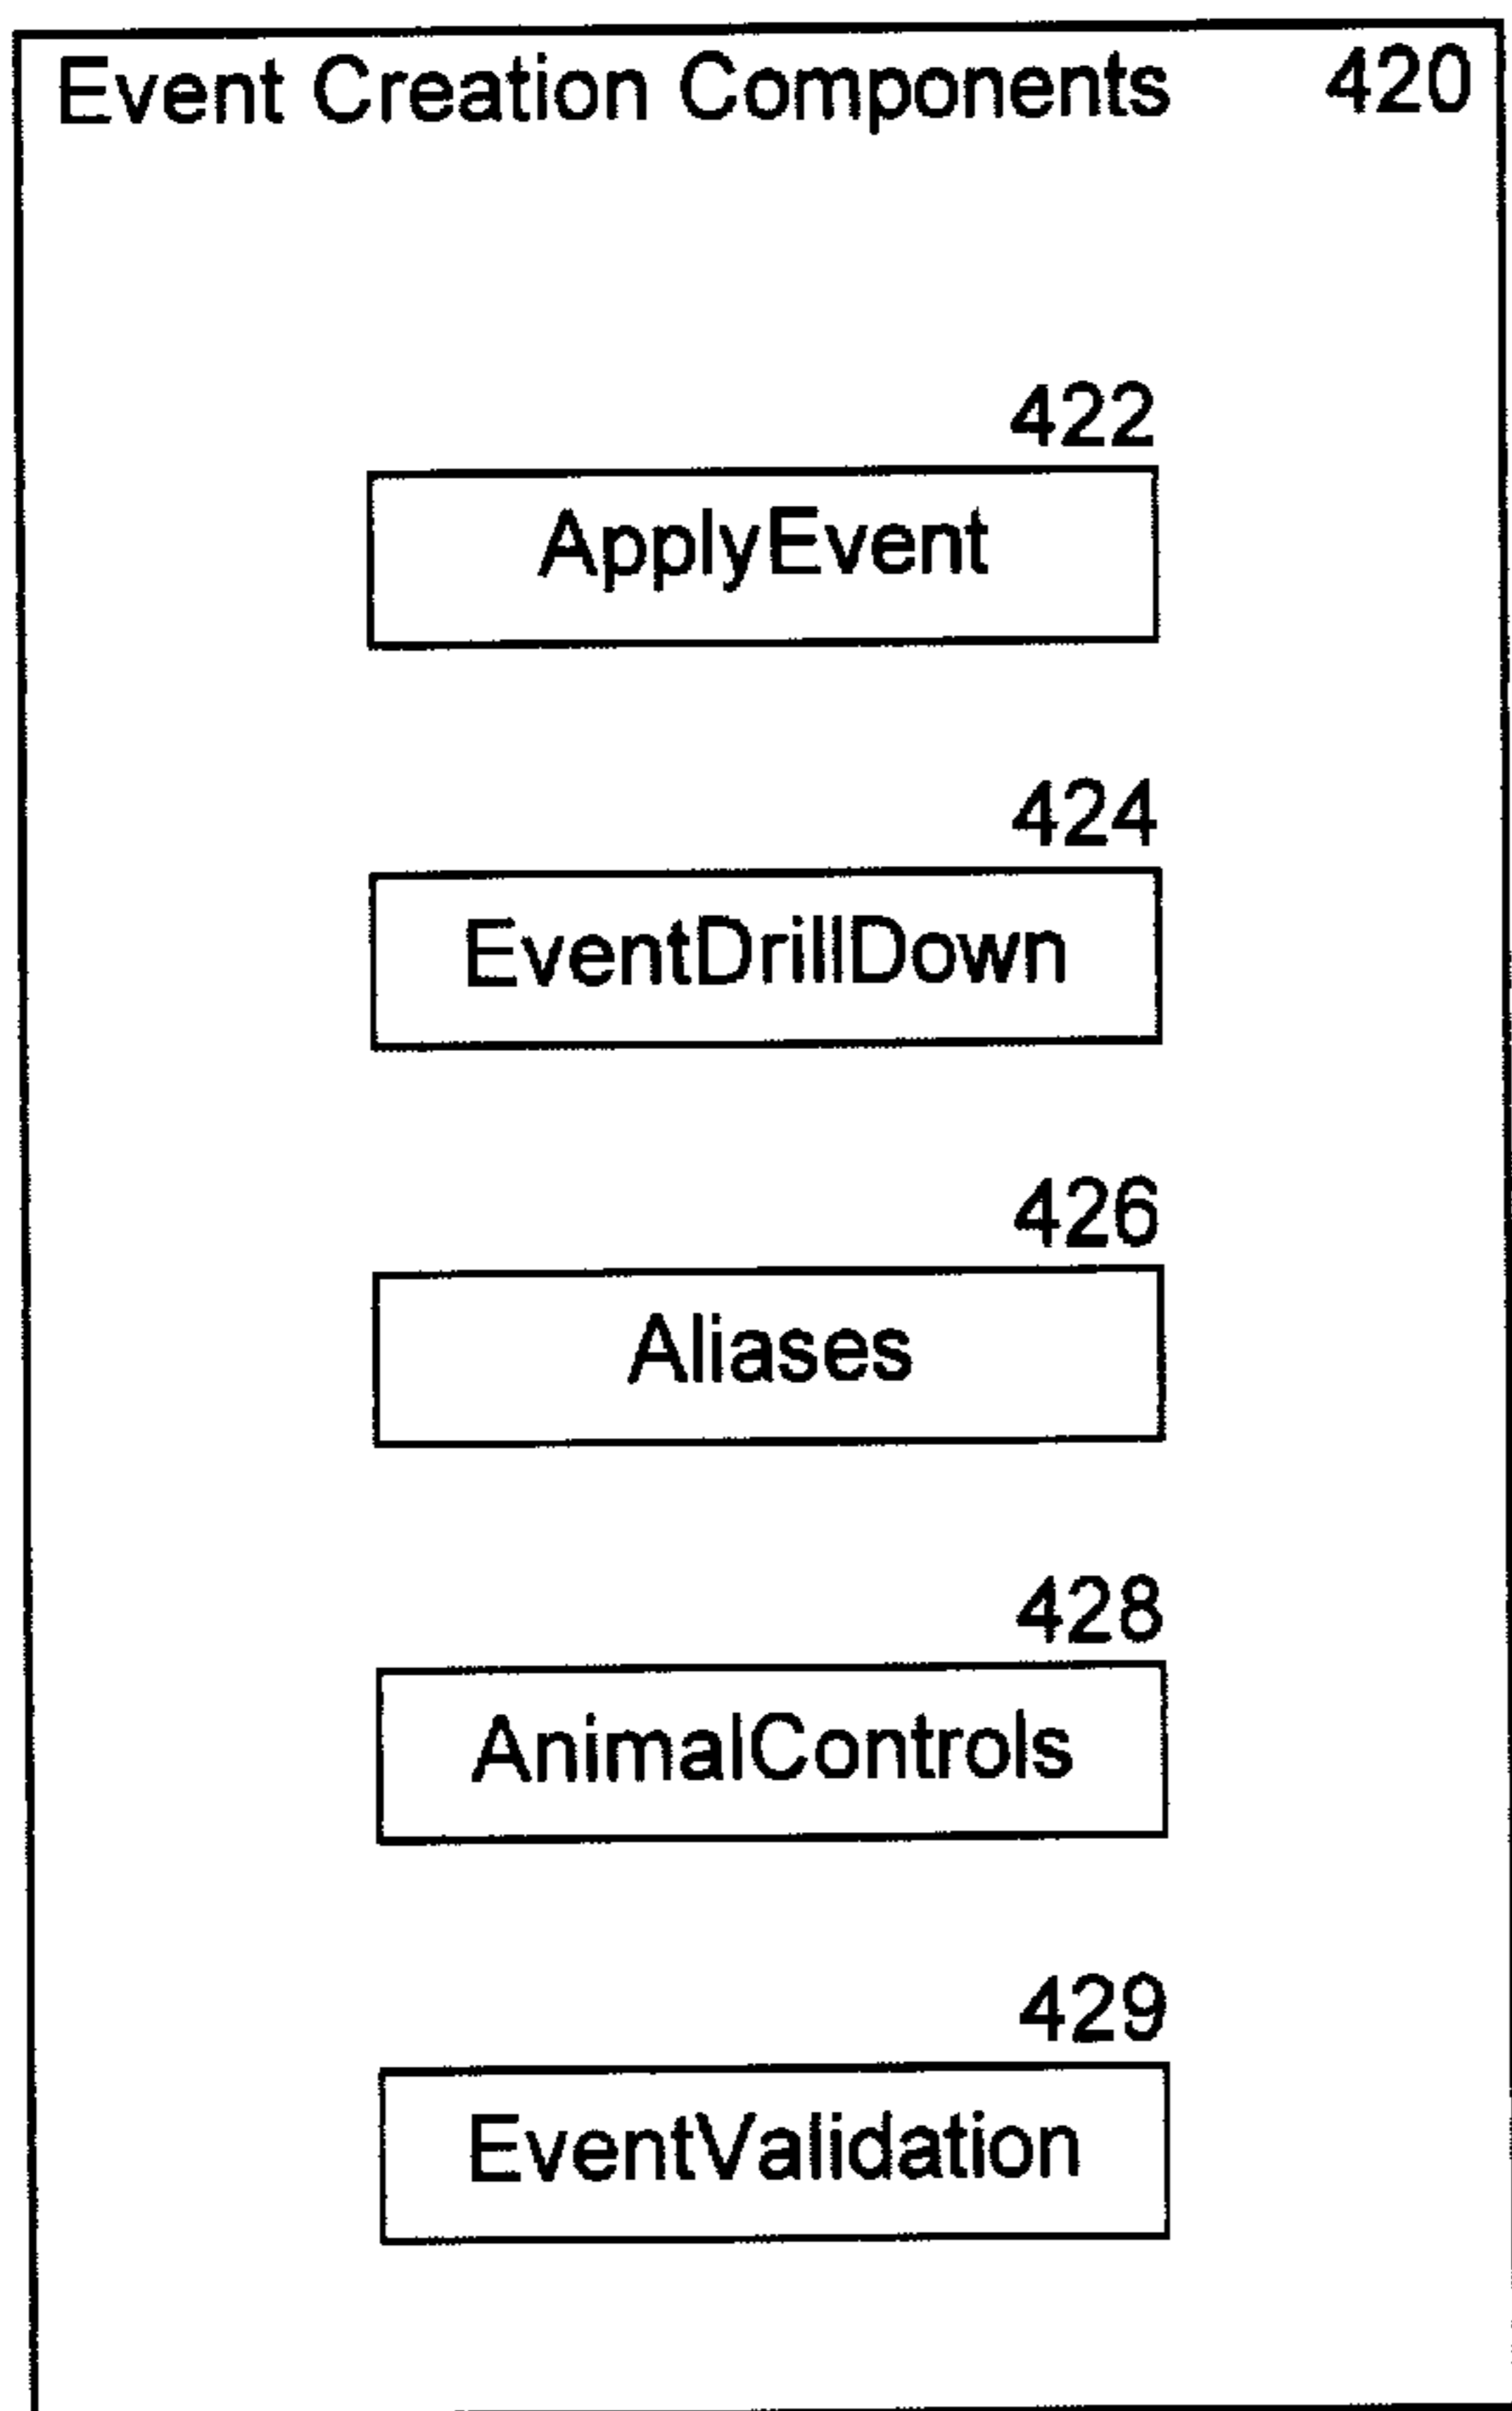 Event Creation Components 420
422
ApplyEvent
424
EventDrillDown
426
Aliases
428
AnimalControls
429
EventValidation